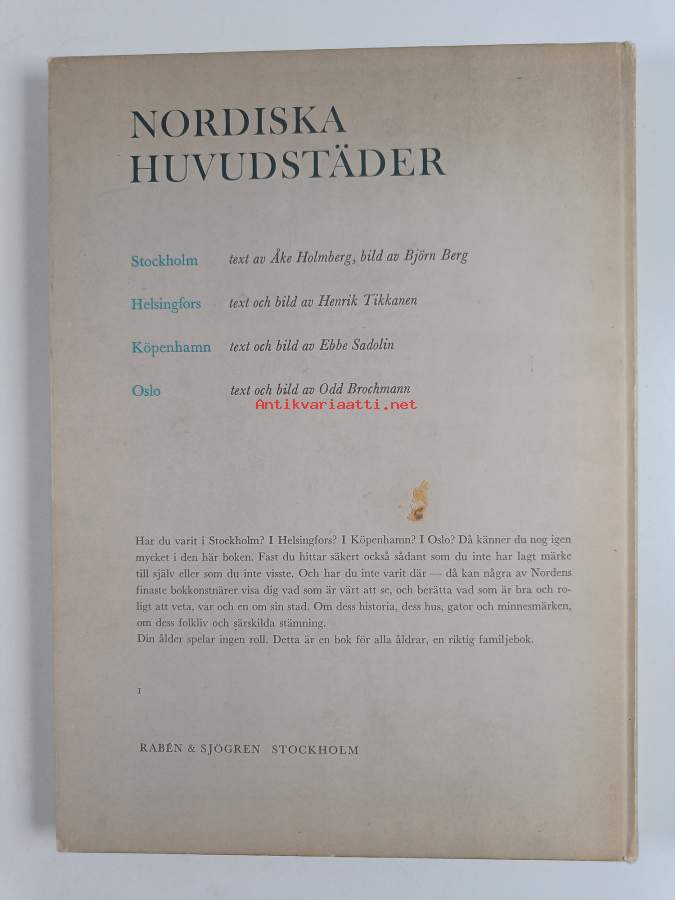 NORDISKA
HUVUDSTÄDER
Stockholm text av Åke Holmberg, bild av Björn Berg
Helsingfors text och bild av Henrik Tikkanen
Köpenhamn text och bild av Ebbe Sadolin
Oslo text och bild av Odd Brochmann
Antikvariaatti.net
Har du varit i Stockholm? I Helsingfors? I Köpenhamn? I Oslo? Då känner du nog igen
mycket i den här boken. Fast du hittar säkert också sådant som du inte har lagt märke
till själv eller som du inte visste. Och har du inte varit där — då kan några av Nordens
finaste bokkonstnärer visa dig vad som är värt att se, och berätta vad som är bra och ro-
ligt att veta, var och en om sin stad. Om dess historia, dess hus, gator och minnesmärken,
om dess folkliv och särskilda stämning.
Din ålder spelar ingen roll. Detta är en bok för alla åldrar, en riktig familjebok.
1
RABÉN & SJÖGREN STOCKHOLM